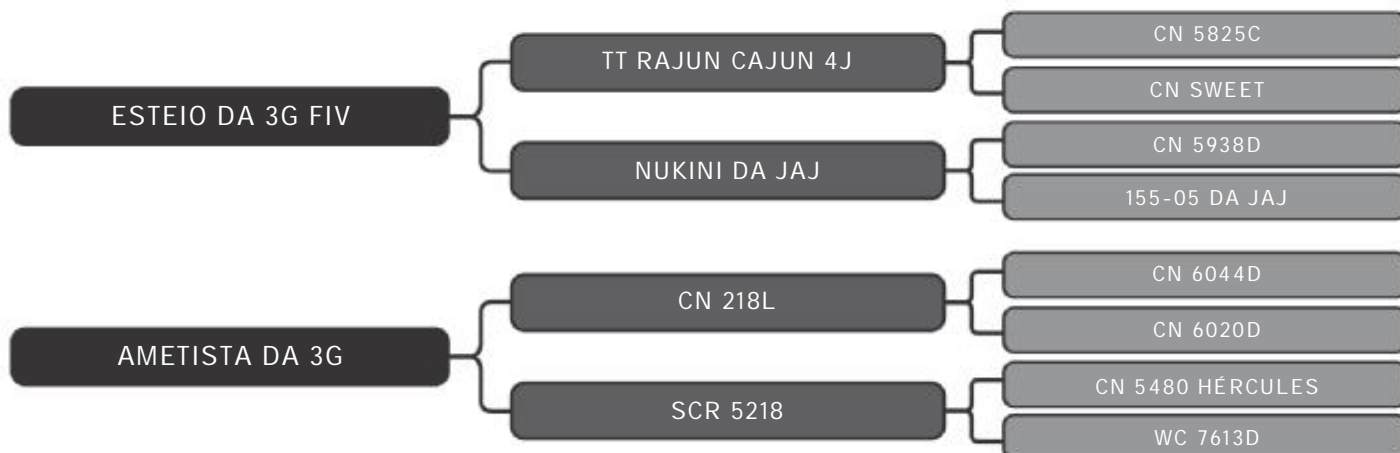 ESTEIO DA 3G FIV
TT RAJUN CAJUN 4J
CN 5825C
CN SWEET
NUKINI DA JAJ
CN 5938D
155-05 DA JAJ
AMETISTA DA 3G
CN 218L
CN 6044D
CN 6020D
SCR 5218
CN 5480 HÉRCULES
WC 7613D